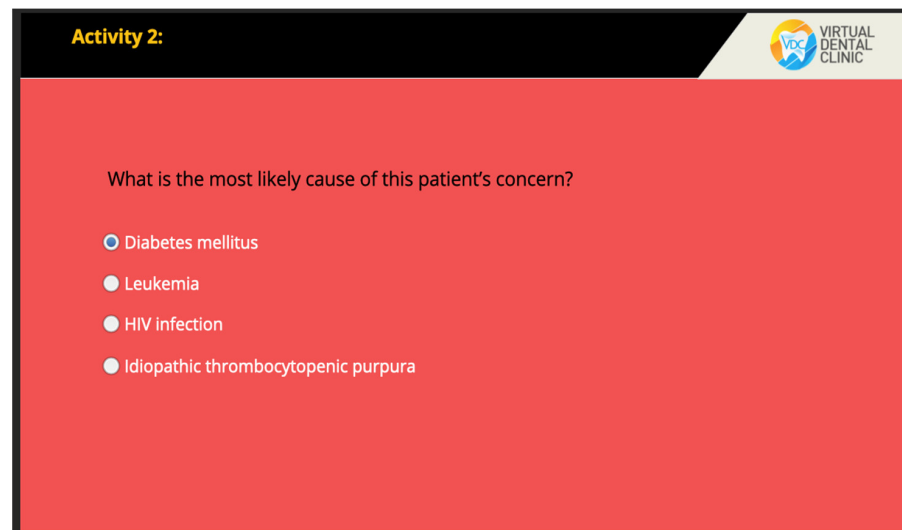 Activity 2:
VDC
VIRTUAL
DENTAL
CLINIC
What is the most likely cause of this patient’s concern?
Diabetes mellitus
Leukemia
HIV infection
Idiopathic thrombocytopenic purpura